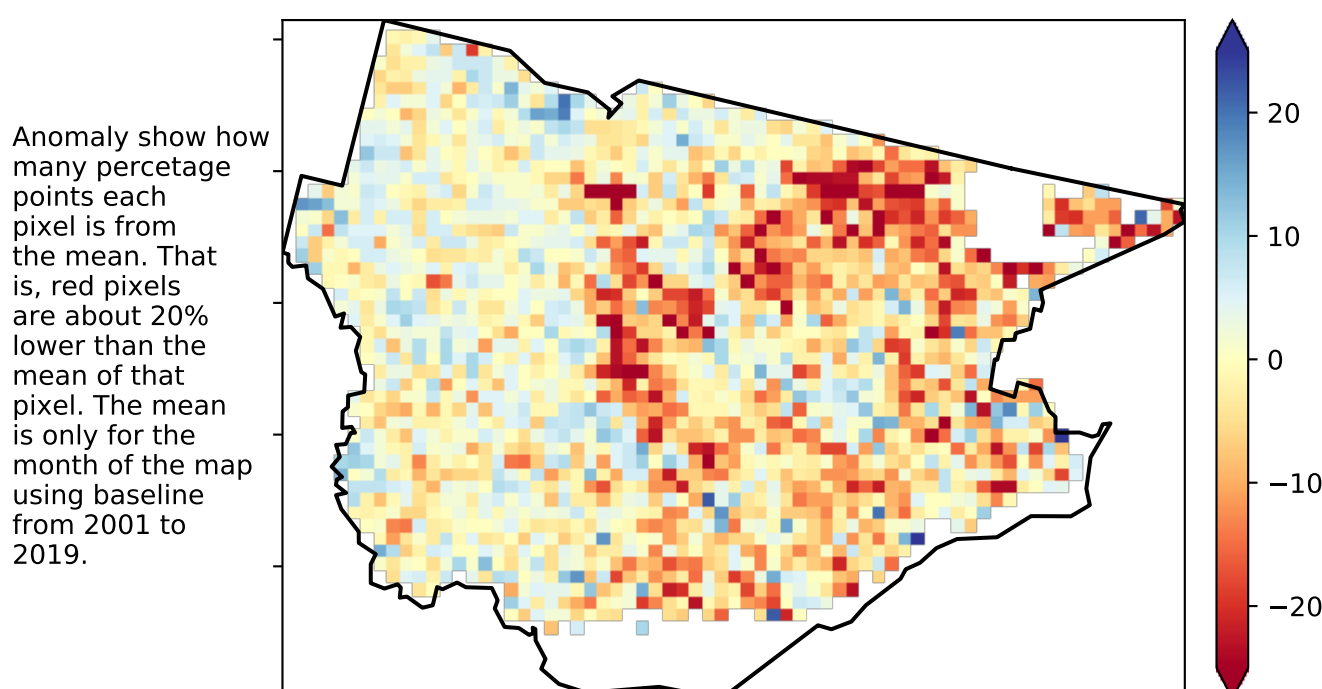 Anomaly show how
many percetage
points each
pixel is from
the mean. That
is, red pixels
are about 20%
lower than the
mean of that
pixel. The mean
is only for the
month of the map
using baseline
from 2001 to
2019.
20
10
0
−10
−20